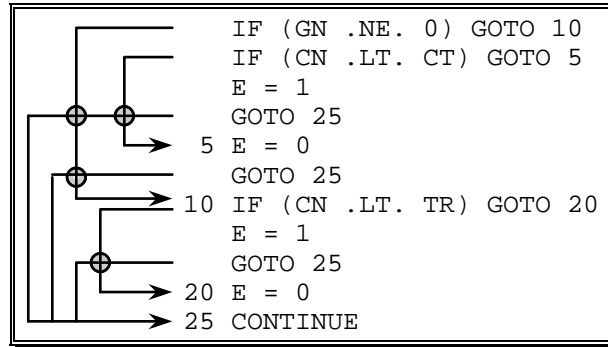 IF (GN .NE. 0) GOTO 10
IF (CN .LT. CT) GOTO 5
E = 1
GOTO 25
5 E = 0
GOTO 25
10 IF (CN .LT. TR) GOTO 20
E = 1
GOTO 25
20 E = 0
25 CONTINUE